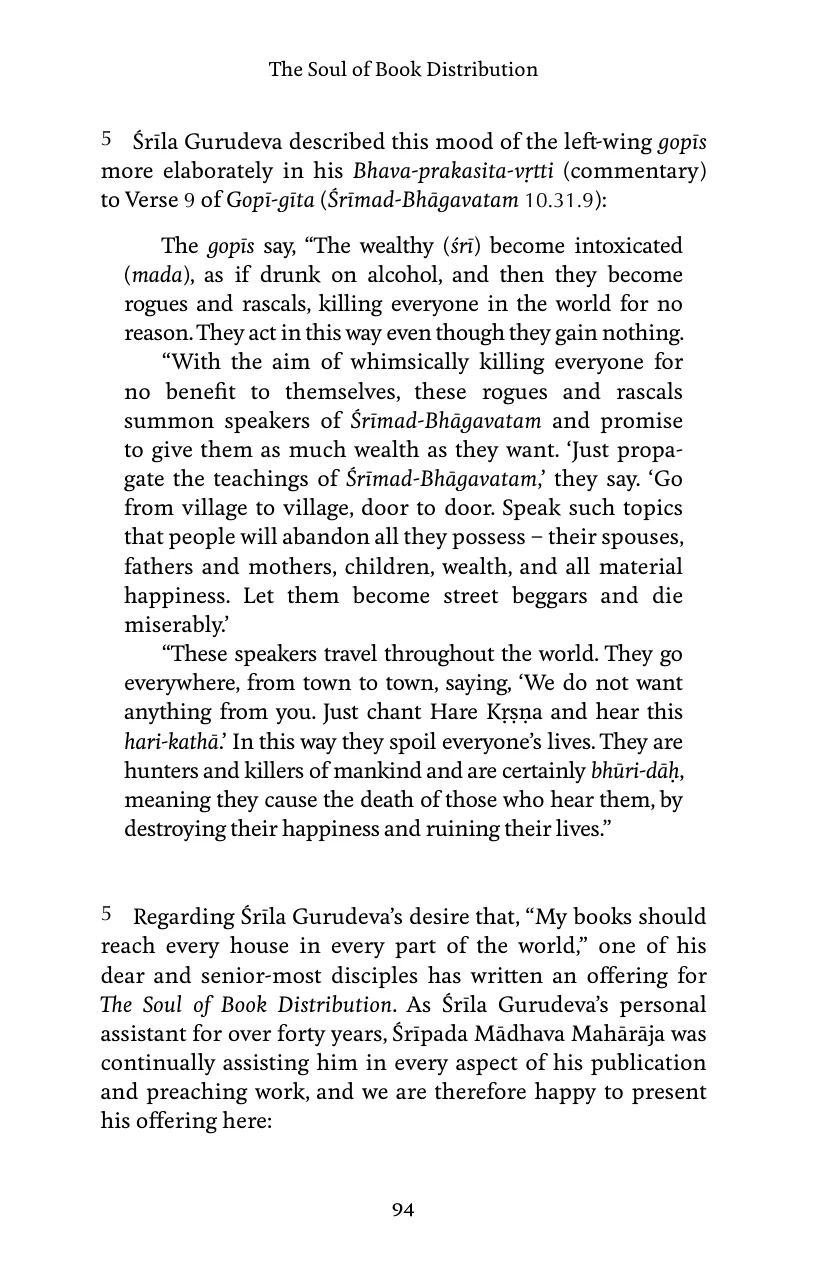 The Soul of Book Distribution
5 Śrīla Gurudeva described this mood of the left-wing gopīs
more elaborately in his Bhava-prakasita-vṛtti (commentary)
to Verse 9 of Gopī-gīta (Śrīmad-Bhāgavatam 10.31.9):
The gopīs say, “The wealthy (śrī) become intoxicated
(mada), as if drunk on alcohol, and then they become
rogues and rascals, killing everyone in the world for no
reason. They act in this way even though they gain nothing.
“With the aim of whimsically killing everyone for
no benefit to themselves, these rogues and rascals
summon speakers of Śrīmad-Bhāgavatam and promise
to give them as much wealth as they want. ‘Just propa-
gate the teachings of Śrīmad-Bhāgavatam,’ they say. ‘Go
from village to village, door to door. Speak such topics
that people will abandon all they possess – their spouses,
fathers and mothers, children, wealth, and all material
happiness. Let them become street beggars and die
miserably.’
“These speakers travel throughout the world. They go
everywhere, from town to town, saying, ‘We do not want
anything from you. Just chant Hare Kṛṣṇa and hear this
hari-kathā.’ In this way they spoil everyone’s lives. They are
hunters and killers of mankind and are certainly bhūri-dāḥ,
meaning they cause the death of those who hear them, by
destroying their happiness and ruining their lives.”
5 Regarding Śrīla Gurudeva’s desire that, “My books should
reach every house in every part of the world,” one of his
dear and senior-most disciples has written an offering for
The Soul of Book Distribution. As Śrīla Gurudeva’s personal
assistant for over forty years, Śrīpada Mādhava Mahārāja was
continually assisting him in every aspect of his publication
and preaching work, and we are therefore happy to present
his offering here:
94